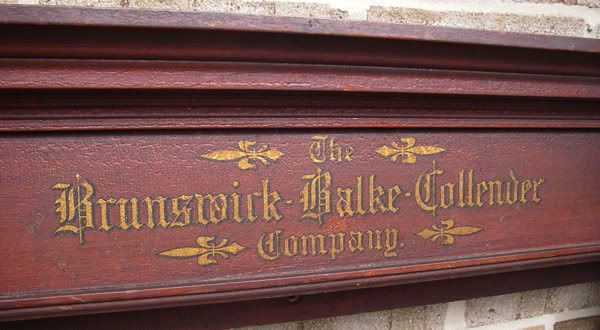 The
Brunswick-Balke-Collender
Company.